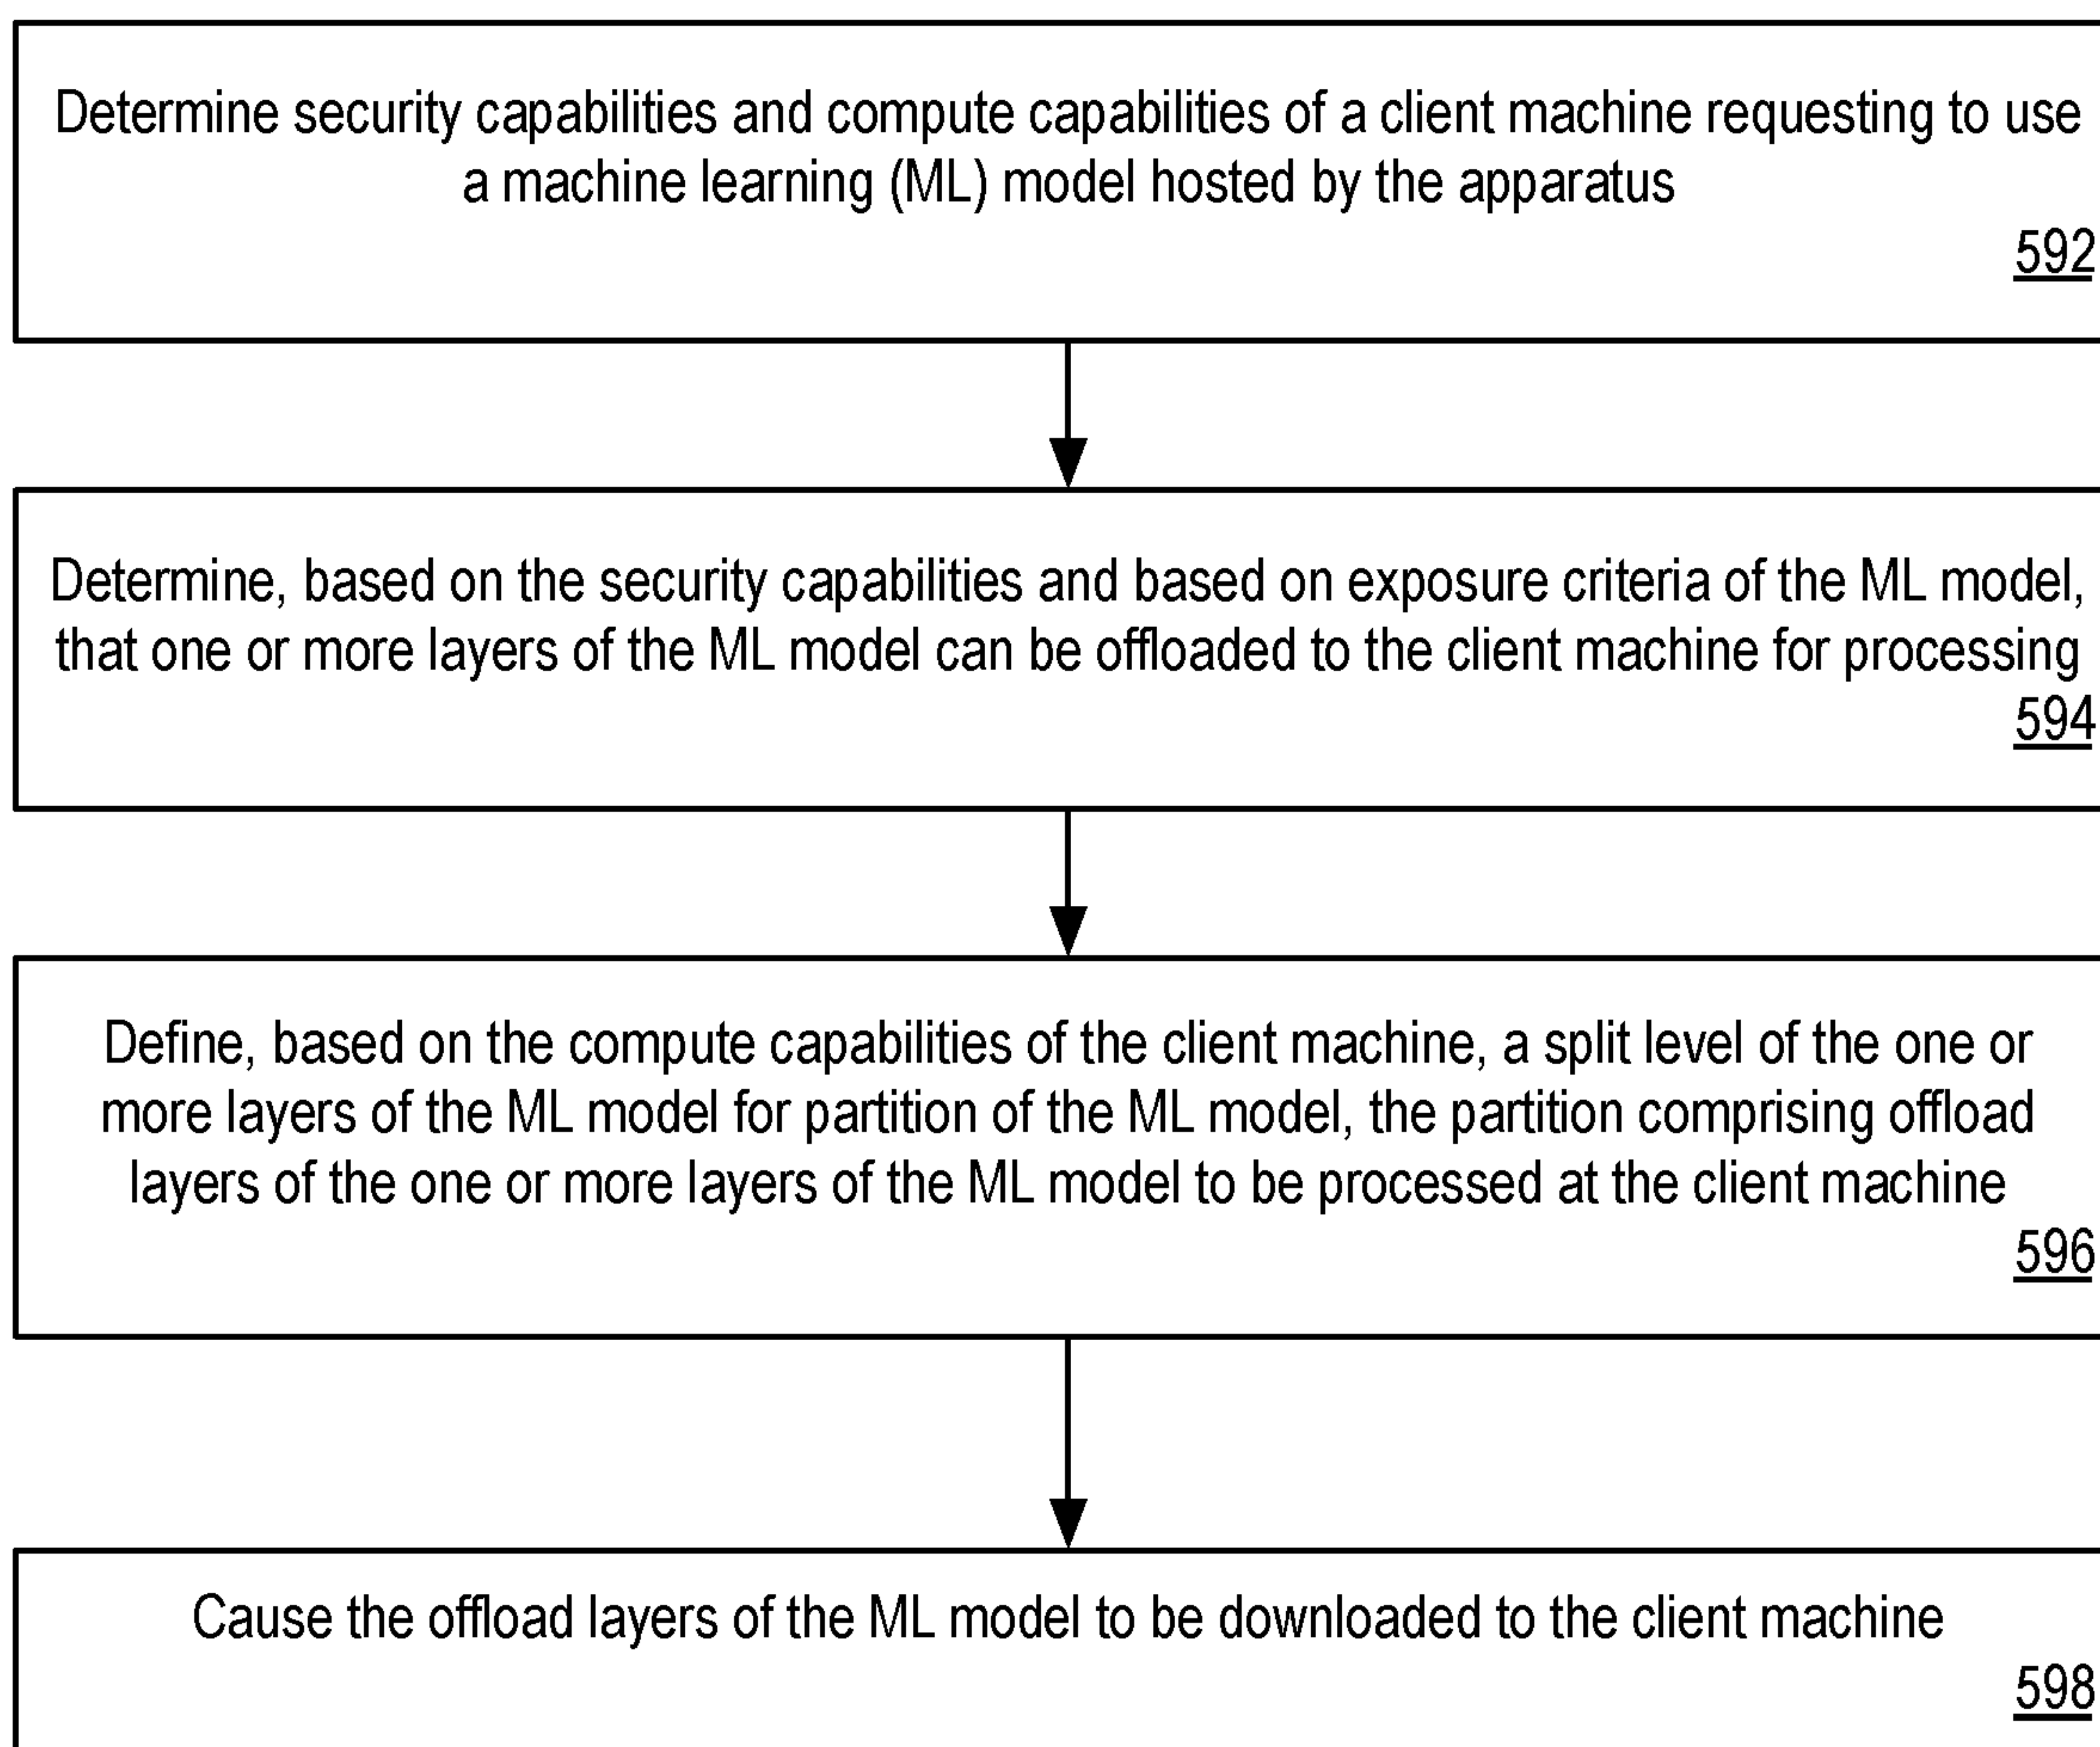 Determine security capabilities and compute capabilities of a client machine requesting to use
a machine learning (ML) model hosted by the apparatus
592
Determine, based on the security capabilities and based on exposure criteria of the ML model,
that one or more layers of the ML model can be offloaded to the client machine for processing
594
Define, based on the compute capabilities of the client machine, a split level of the one or
more layers of the ML model for partition of the ML model, the partition comprising offload
layers of the one or more layers of the ML model to be processed at the client machine
596
Cause the offload layers of the ML model to be downloaded to the client machine
598